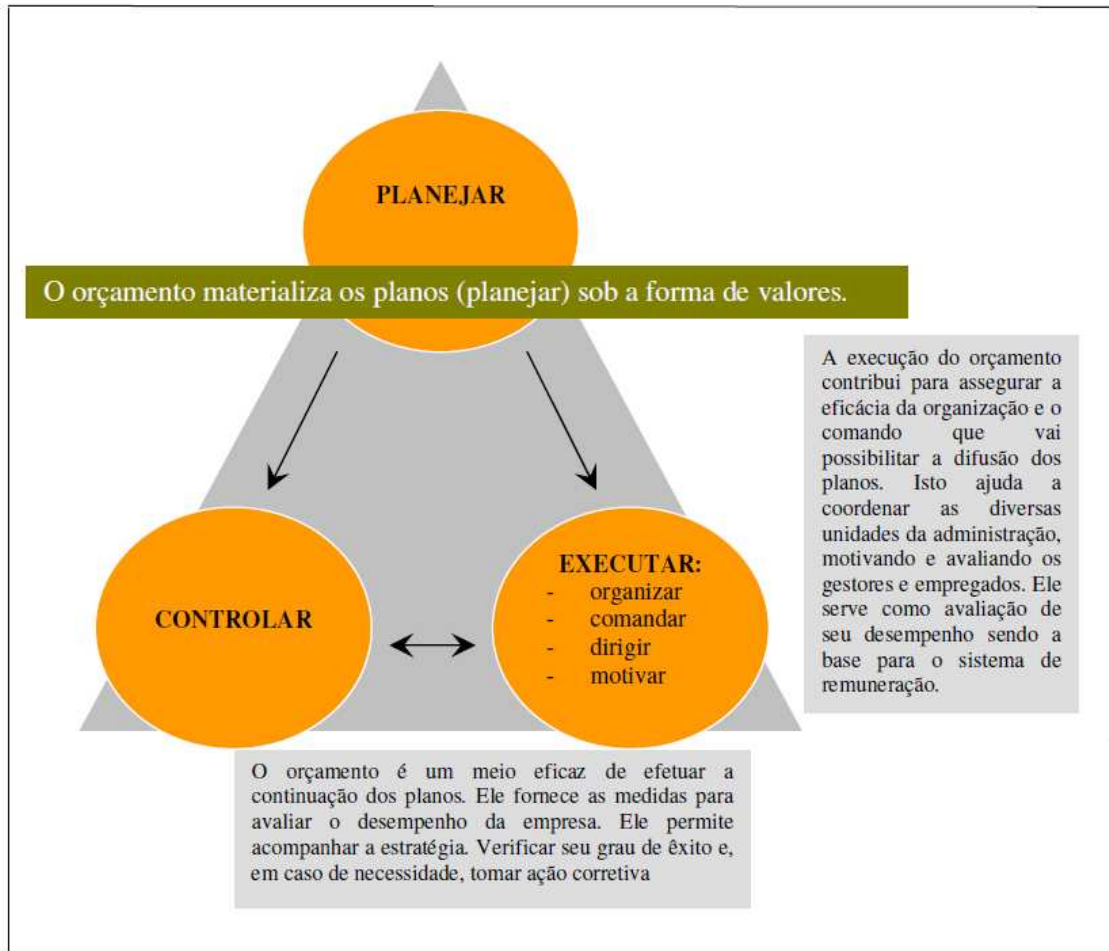 PLANEJAR
O orçamento materializa os planos (planejar) sob a forma de valores.
A execução do orçamento
contribui para assegurar a
eficácia da organização e o
comando que vai
possibilitar a difusão dos
planos. Isto ajuda a
coordenar as diversas
unidades da administração,
motivando e avaliando os
gestores e empregados. Ele
serve como avaliação de
seu desempenho sendo a
base para o sistema de
remuneração.
CONTROLAR
EXECUTAR:
- organizar
- comandar
- dirigir
- motivar
O orçamento é um meio eficaz de efetuar a
continuação dos planos. Ele fornece as medidas para
avaliar o desempenho da empresa. Ele permite
acompanhar a estratégia. Verificar seu grau de êxito e,
em caso de necessidade, tomar ação corretiva